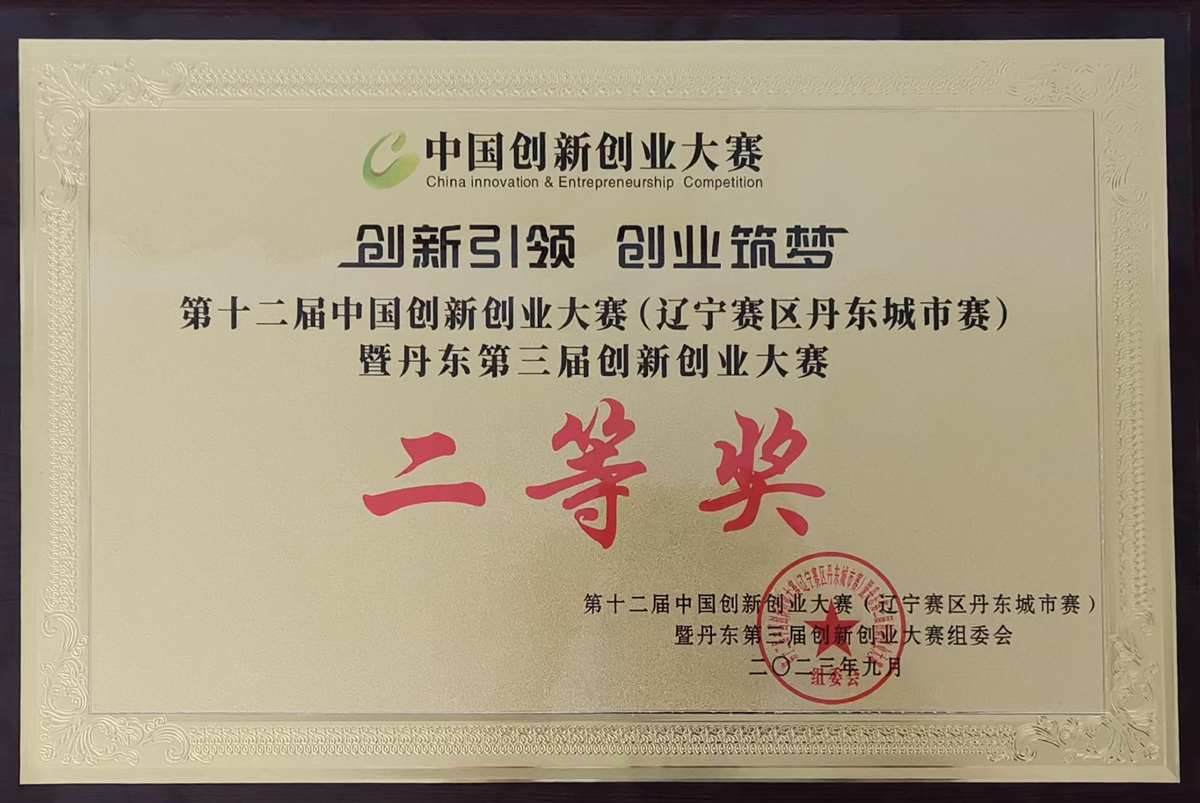 中国创新创业大赛
China innovation & Entrepreneurship Competition
创新引领 创业筑梦
第十二届中国创新创业大赛(辽宁赛区丹东城市赛)
暨丹东第三届创新创业大赛
二等奖
第十二届中国创新创业大赛(辽宁赛区丹东城市赛)
暨丹东第三届创新创业大赛组委会
二〇二三年九月
组委会